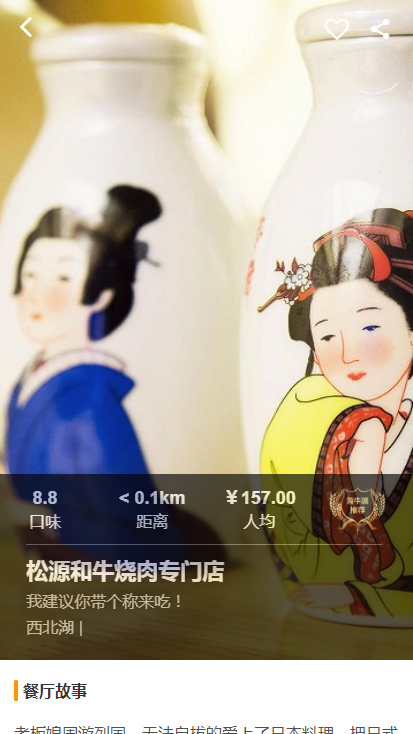 8.8
< 0.1km
￥157.00
口味
距离
人均
推荐
松源和牛烧肉专门店
我建议你带个称来吃！
西北湖 |
餐厅故事
老板娘周游列国，无法自拔的爱上了日本料理，把日式